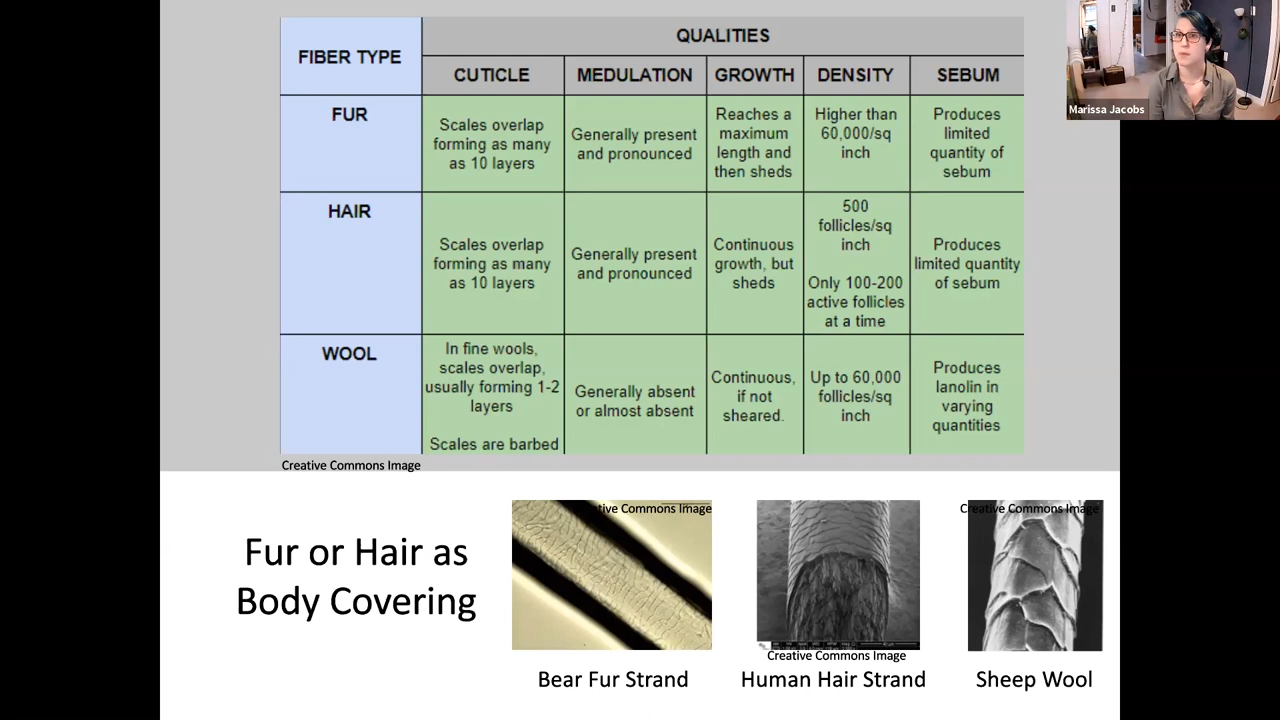 QUALITIES
FIBER TYPE
CUTICLE
MEDULATION
GROWTH
DENSITY
SEBUM
FUR
Scales overlap
forming as many
as 10 layers
Generally present
and pronounced
Reaches a
maximum
length and
then sheds
Higher than
60,000/sq
inch
Produces
limited
quantity of
sebum
HAIR
Scales overlap
forming as many
as 10 layers
Generally present
and pronounced
Continuous
growth, but
sheds
500
follicles/sq
inch
Only 100-200
active follicles
at a time
Produces
limited quantity
of sebum
WOOL
In fine wools,
scales overlap,
usually forming 1-2
layers
Scales are barbed
Generally absent
or almost absent
Continuous,
if not
sheared.
Up to 60,000
follicles/sq
inch
Produces
lanolin in
varying
quantities
Creative Commons Image
Marissa Jacobs
Fur or Hair as
Body Covering
Commons Image
Bear Fur Strand
Creative Commons Image
Human Hair Strand
Creative Commons Image
Sheep Wool